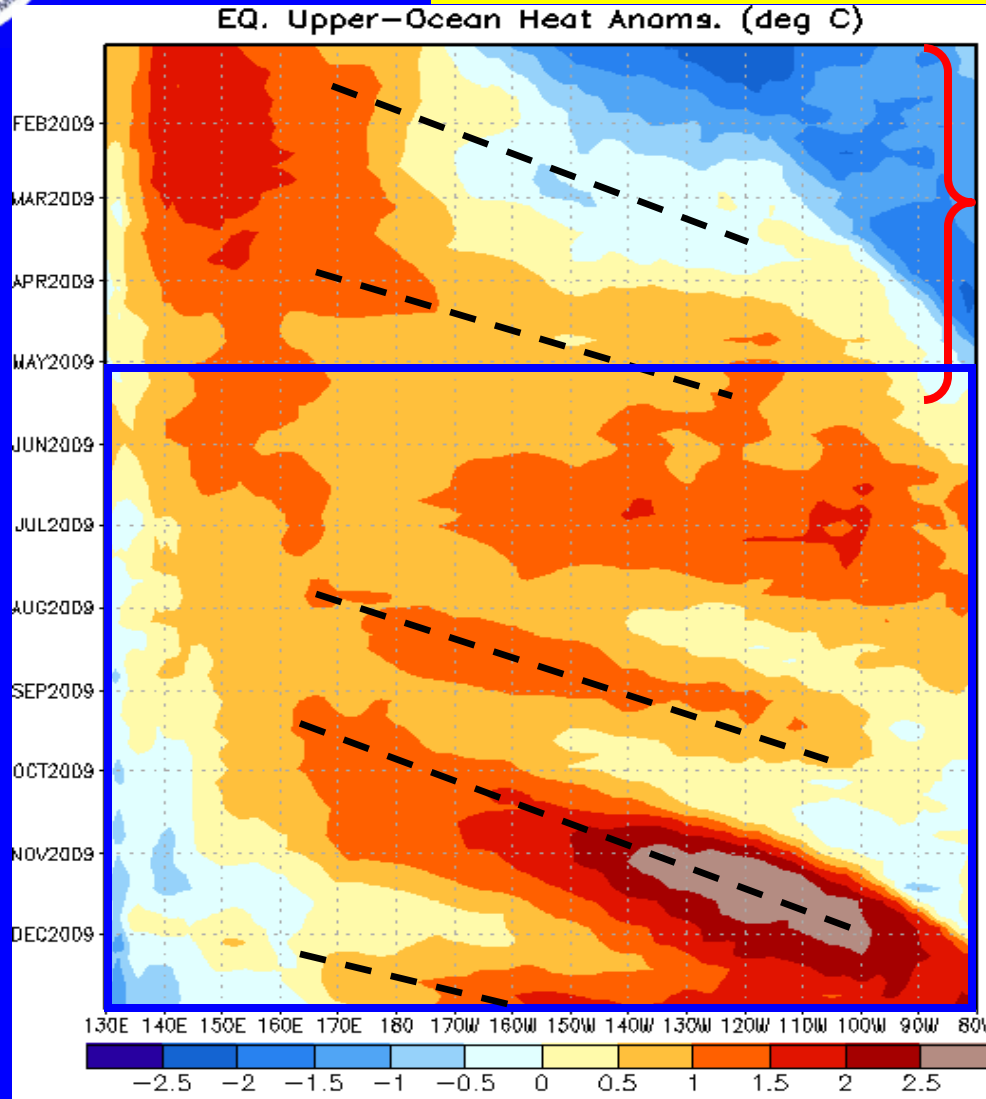 EQ. Upper-Ocean Heat Anoms. (deg C)
FEB2009
MAR2009
APR2009
MAY2009
JUN2009
JUL2009
AUG2009
SEP2009
OCT2009
NOV2009
DEC2009
130E 140E 150E 160E 170E 180 170W 160W 150W 140W 130W 120W 110W 100W 90W 80W
-2.5 -2 -1.5 -1 -0.5 0 0.5 1 1.5 2 2.5